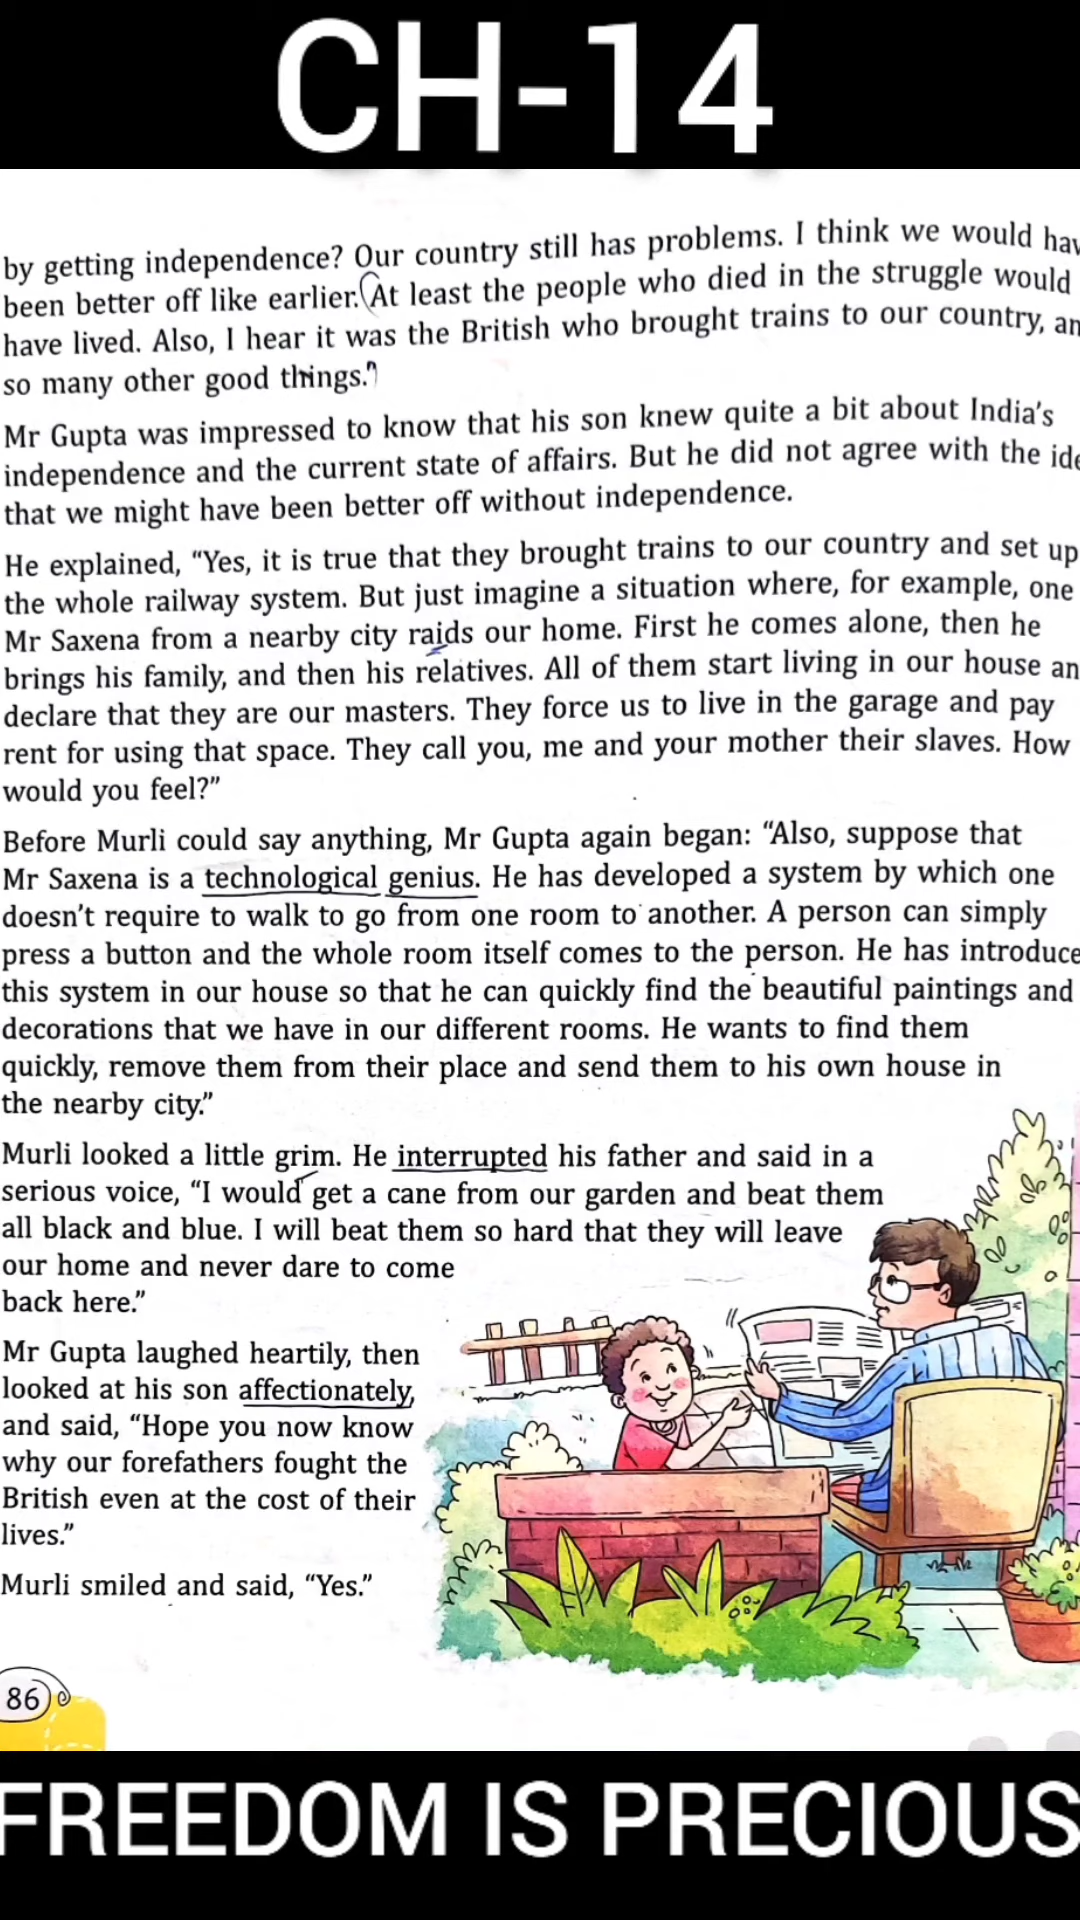 CH-14
by getting independence? Our country still has problems. I think we would hav
been better off like earlier. At least the people who died in the struggle would
have lived. Also, I hear it was the British who brought trains to our country, an
so many other good things."
Mr Gupta was impressed to know that his son knew quite a bit about India's
independence and the current state of affairs. But he did not agree with the ide
that we might have been better off without independence.
He explained, “Yes, it is true that they brought trains to our country and set up
the whole railway system. But just imagine a situation where, for example, one
Mr Saxena from a nearby city raids our home. First he comes alone, then he
brings his family, and then his relatives. All of them start living in our house an
declare that they are our masters. They force us to live in the garage and pay
rent for using that space. They call you, me and your mother their slaves. How
would you feel?”
Before Murli could say anything, Mr Gupta again began: “Also, suppose that
Mr Saxena is a technological genius. He has developed a system by which one
doesn't require to walk to go from one room to another. A person can simply
press a button and the whole room itself comes to the person. He has introduce
this system in our house so that he can quickly find the beautiful paintings and
decorations that we have in our different rooms. He wants to find them
quickly, remove them from their place and send them to his own house in
the nearby city.”
Murli looked a little grim. He interrupted his father and said in a
serious voice, “I would get a cane from our garden and beat them
all black and blue. I will beat them so hard that they will leave
our home and never dare to come
back here.”
Mr Gupta laughed heartily, then
looked at his son affectionately,
and said, “Hope you now know
why our forefathers fought the
British even at the cost of their
lives.”
Murli smiled and said, “Yes.”
86
FREEDOM IS PRECIOUS